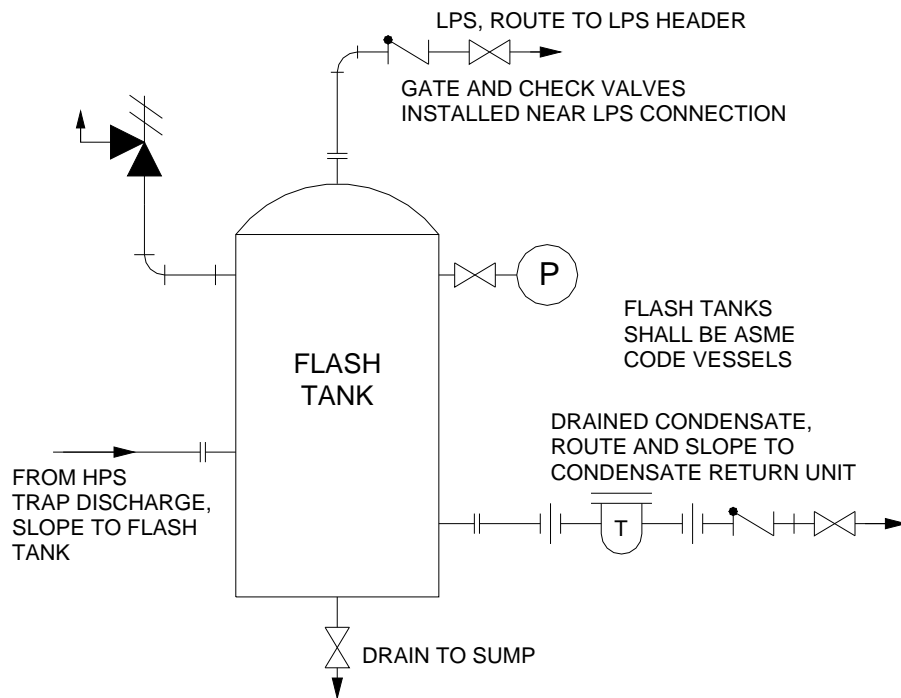 LPS, ROUTE TO LPS HEADER
GATE AND CHECK VALVES
INSTALLED NEAR LPS CONNECTION
P
FLASH TANKS
SHALL BE ASME
CODE VESSELS
FLASH
TANK
DRAINED CONDENSATE,
ROUTE AND SLOPE TO
CONDENSATE RETURN UNIT
FROM HPS
TRAP DISCHARGE,
SLOPE TO FLASH
TANK
T
DRAIN TO SUMP